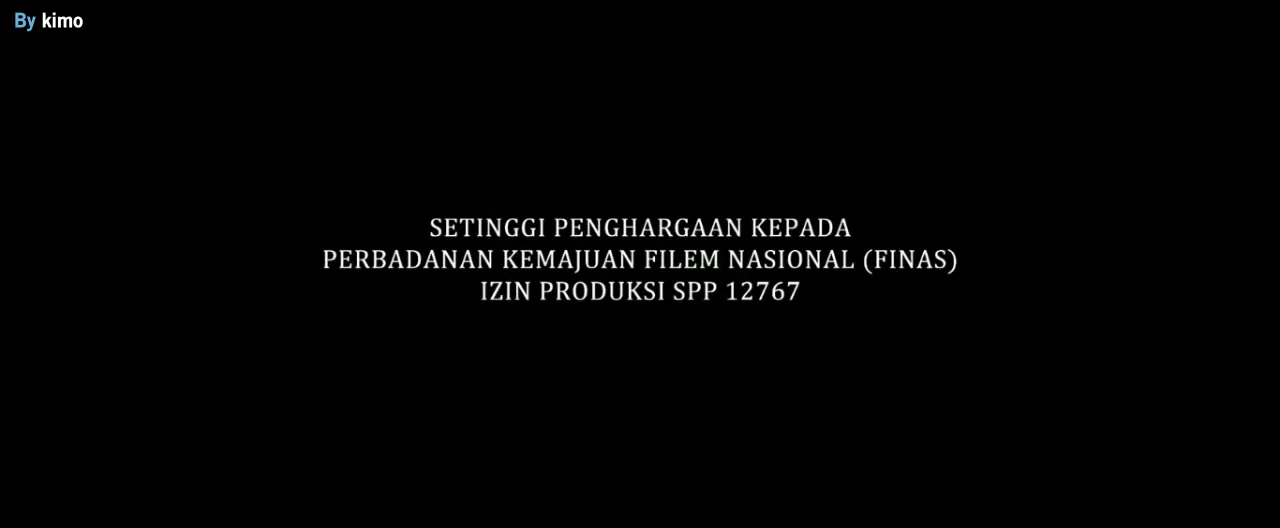 By kimo
SETINGGI PENGHARGAAN KEPADA
PERBADANAN KEMAJUAN FILEM NASIONAL (FINAS)
IZIN PRODUKSI SPP 12767